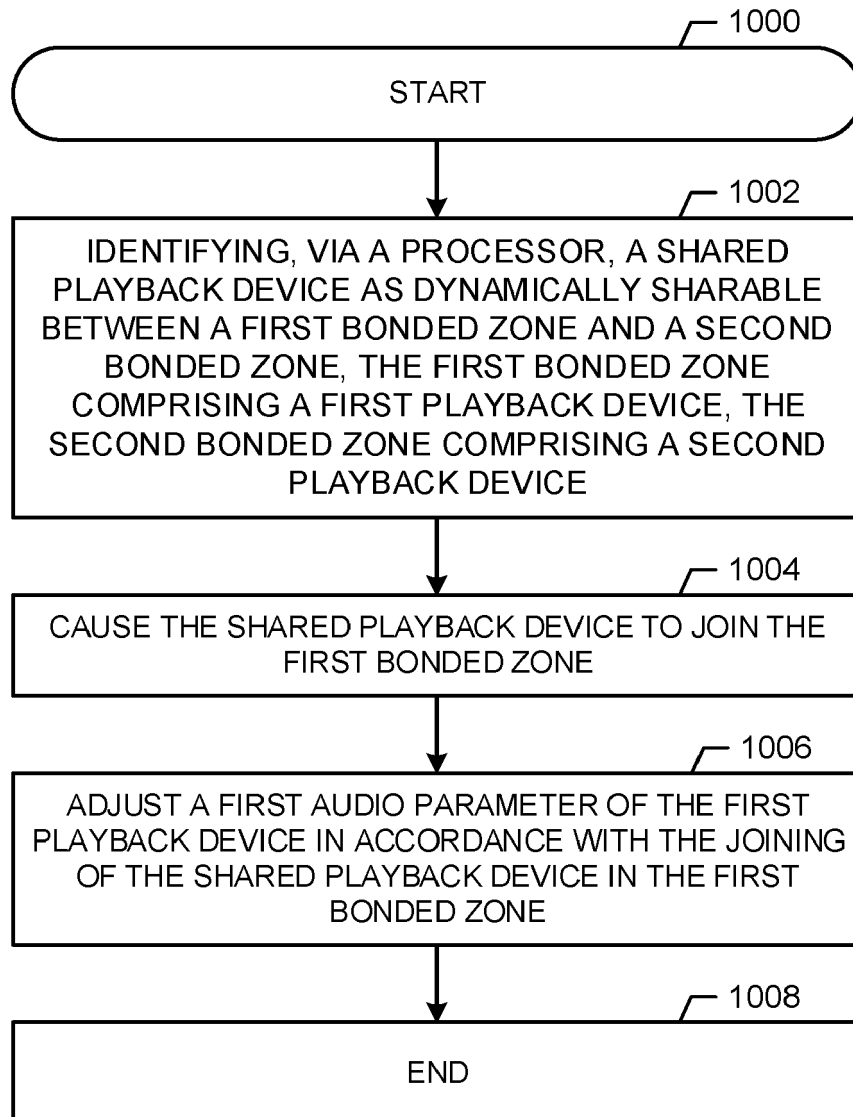 1000
START
1002
IDENTIFYING, VIA A PROCESSOR, A SHARED
PLAYBACK DEVICE AS DYNAMICALLY SHARABLE
BETWEEN A FIRST BONDED ZONE AND A SECOND
BONDED ZONE, THE FIRST BONDED ZONE
COMPRISING A FIRST PLAYBACK DEVICE, THE
SECOND BONDED ZONE COMPRISING A SECOND
PLAYBACK DEVICE
1004
CAUSE THE SHARED PLAYBACK DEVICE TO JOIN THE
FIRST BONDED ZONE
1006
ADJUST A FIRST AUDIO PARAMETER OF THE FIRST
PLAYBACK DEVICE IN ACCORDANCE WITH THE JOINING
OF THE SHARED PLAYBACK DEVICE IN THE FIRST
BONDED ZONE
1008
END